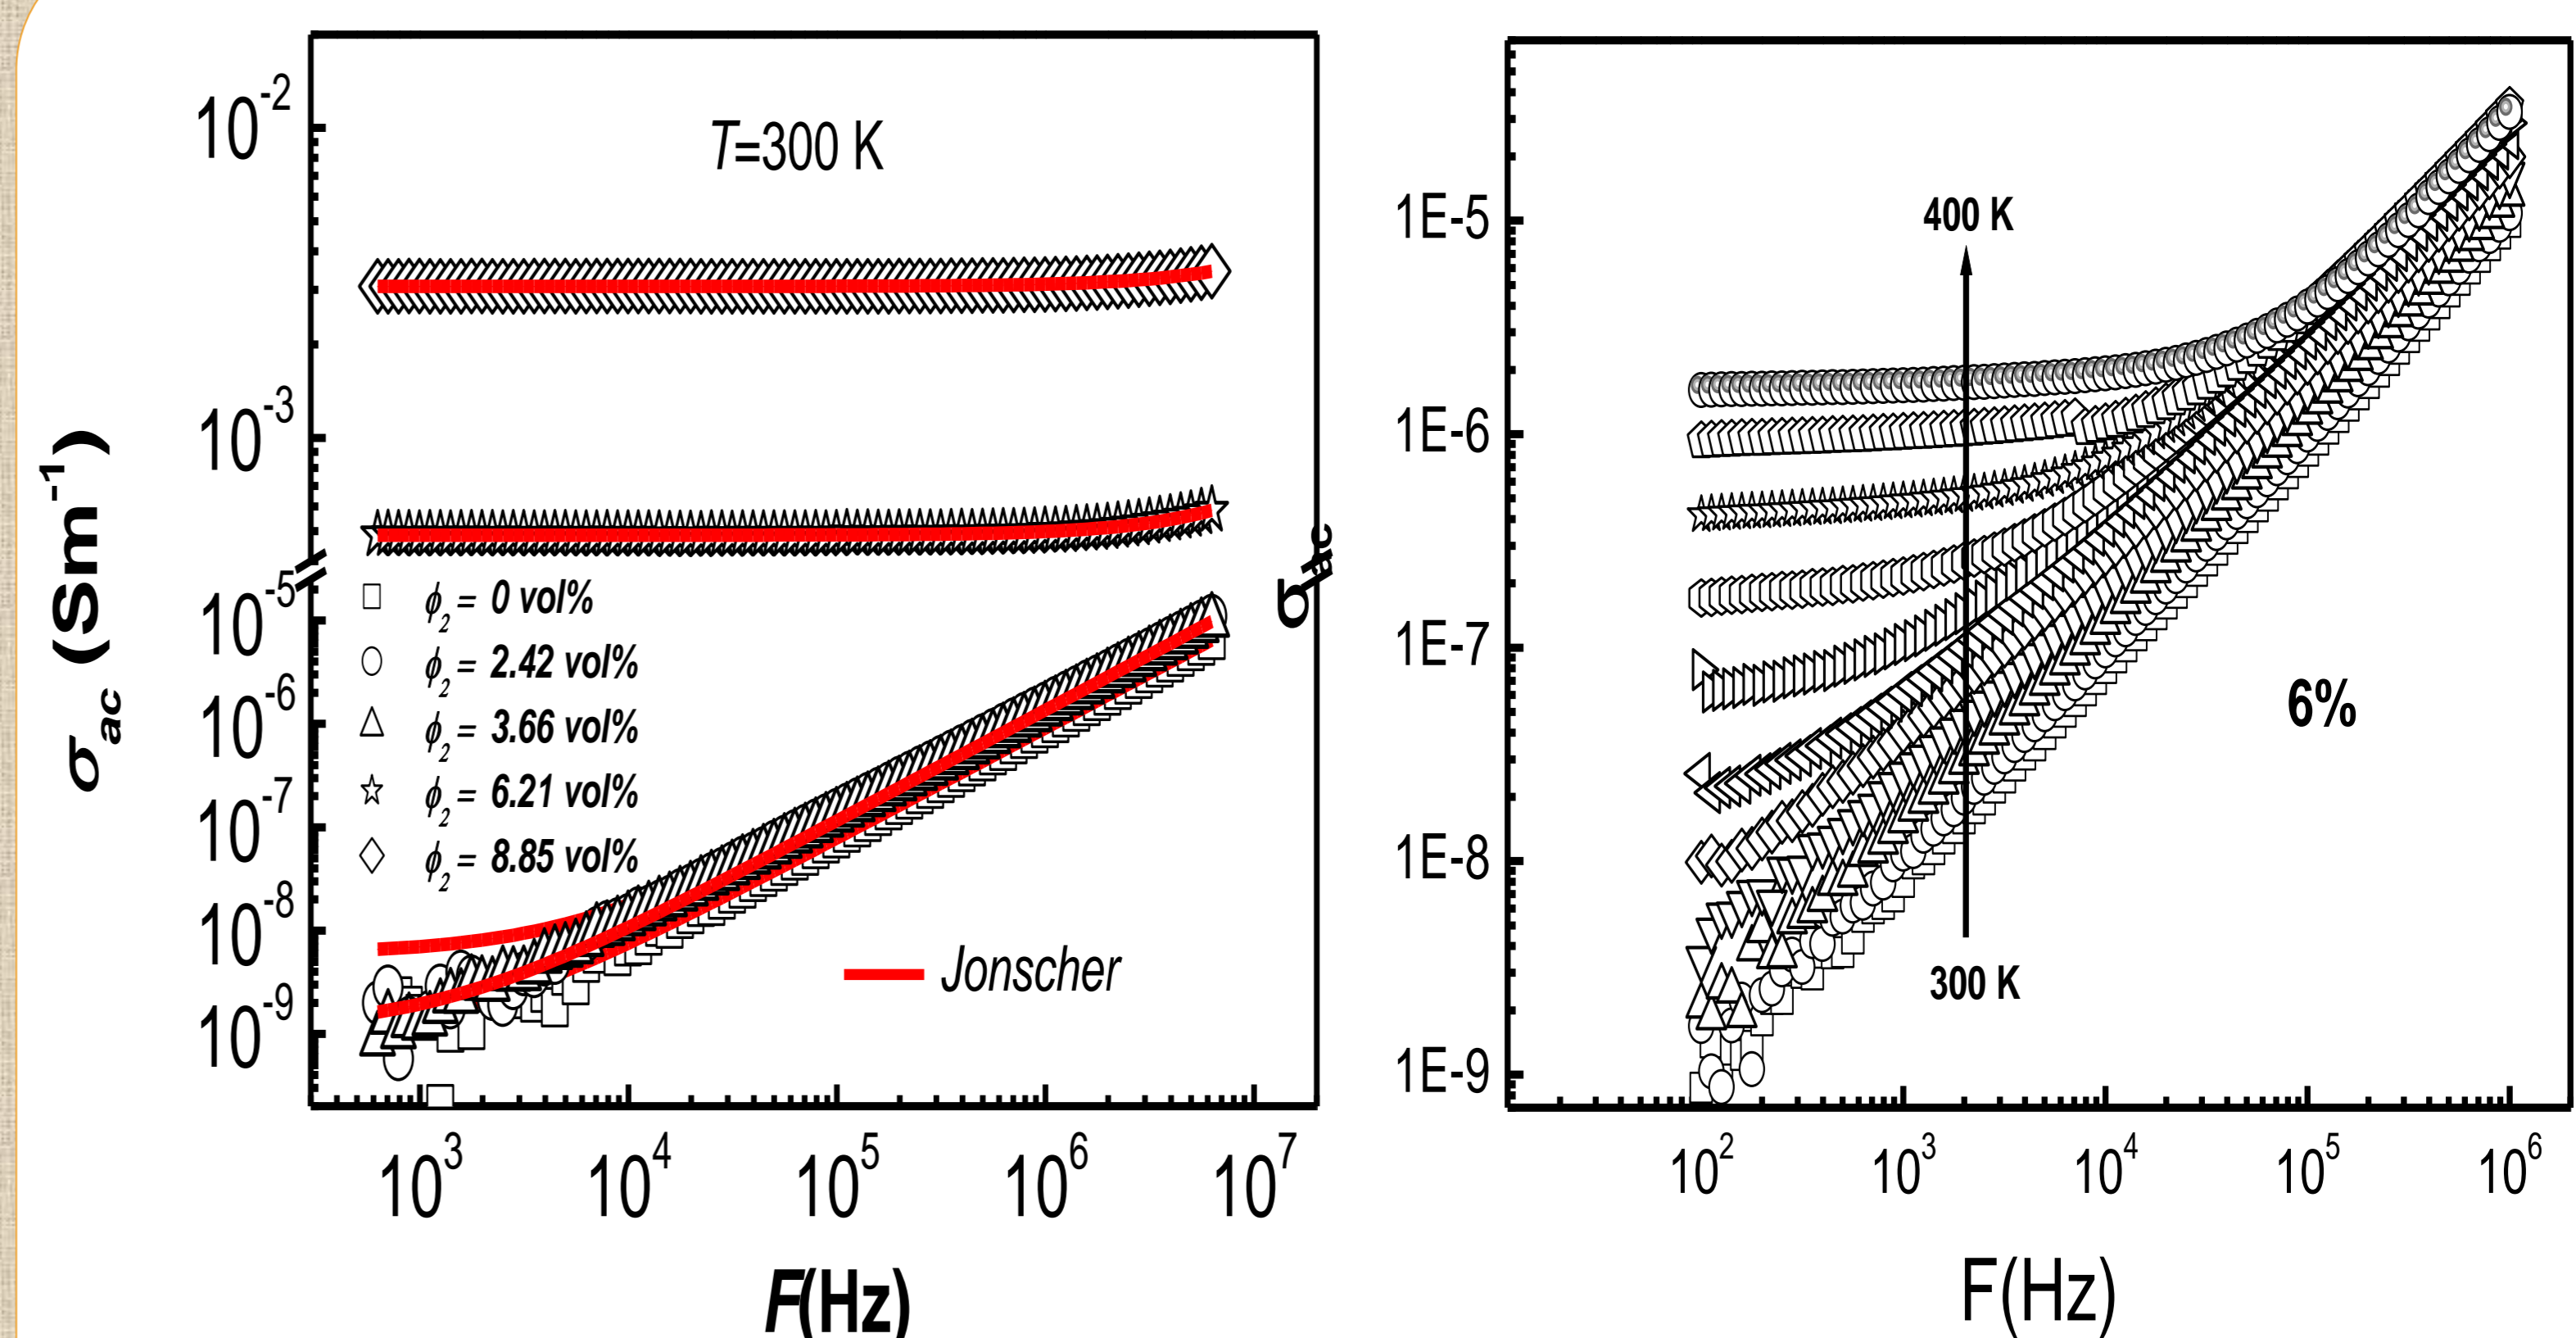 σac (Sm⁻¹)
10⁻²
10⁻³
10⁻⁵
10⁻⁶
10⁻⁷
10⁻⁸
10⁻⁹
T=300 K
ϕ₂ = 0 vol%
ϕ₂ = 2.42 vol%
ϕ₂ = 3.66 vol%
ϕ₂ = 6.21 vol%
ϕ₂ = 8.85 vol%
Jonscher
10³ 10⁴ 10⁵ 10⁶ 10⁷
F(Hz)
σac
1E-5
1E-6
1E-7
1E-8
1E-9
400 K
6%
300 K
10² 10³ 10⁴ 10⁵ 10⁶
F(Hz)